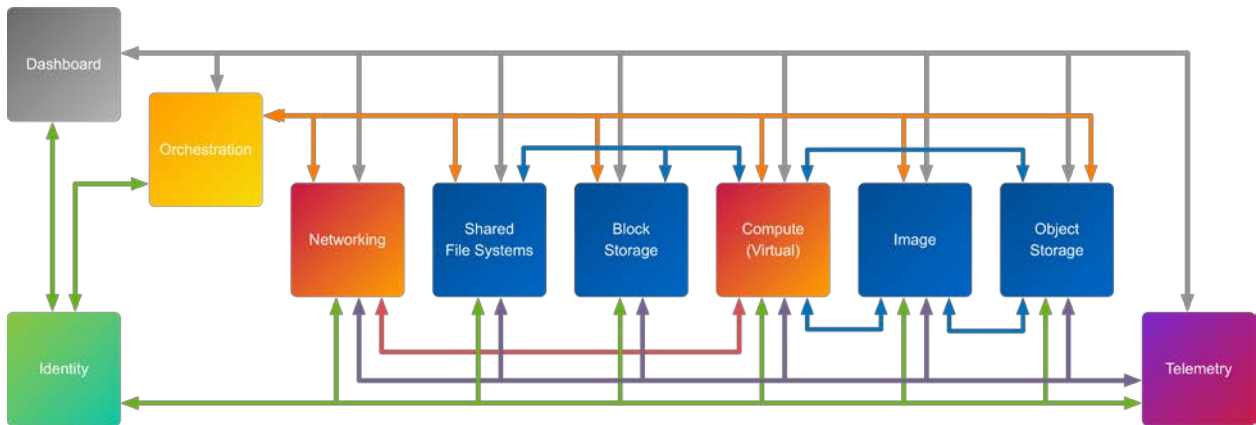 Dashboard
Orchestration
Networking
Shared
File Systems
Block
Storage
Compute
(Virtual)
Image
Object
Storage
Identity
Telemetry